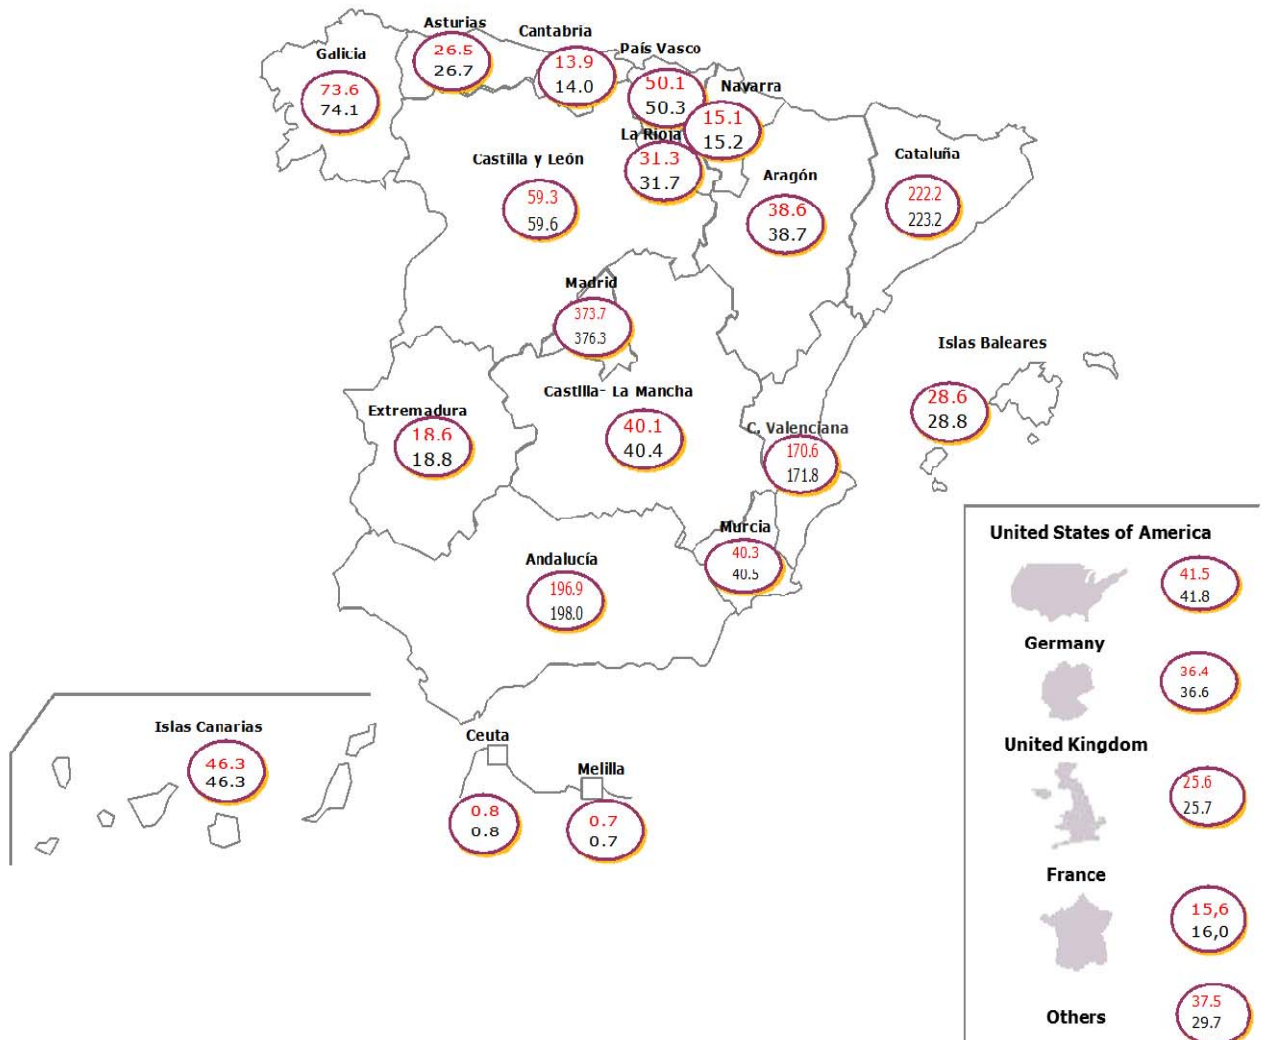 Asturias
26.5
26.7
Cantabria
13.9
14.0
País Vasco
50.1
50.3
Galicia
73.6
74.1
Navarra
15.1
15.2
La Rioja
31.3
31.7
Castilla y León
59.3
59.6
Aragón
38.6
38.7
Cataluña
222.2
223.2
Madrid
373.7
376.3
Islas Baleares
28.6
28.8
Castilla- La Mancha
40.1
40.4
Extremadura
18.6
18.8
C. Valenciana
170.6
171.8
Murcia
40.3
40.5
Andalucía
196.9
198.0
Islas Canarias
46.3
46.3
Ceuta
0.8
0.8
Melilla
0.7
0.7
United States of America
41.5
41.8
Germany
36.4
36.6
United Kingdom
25.6
25.7
France
15,6
16,0
Others
37.5
29.7